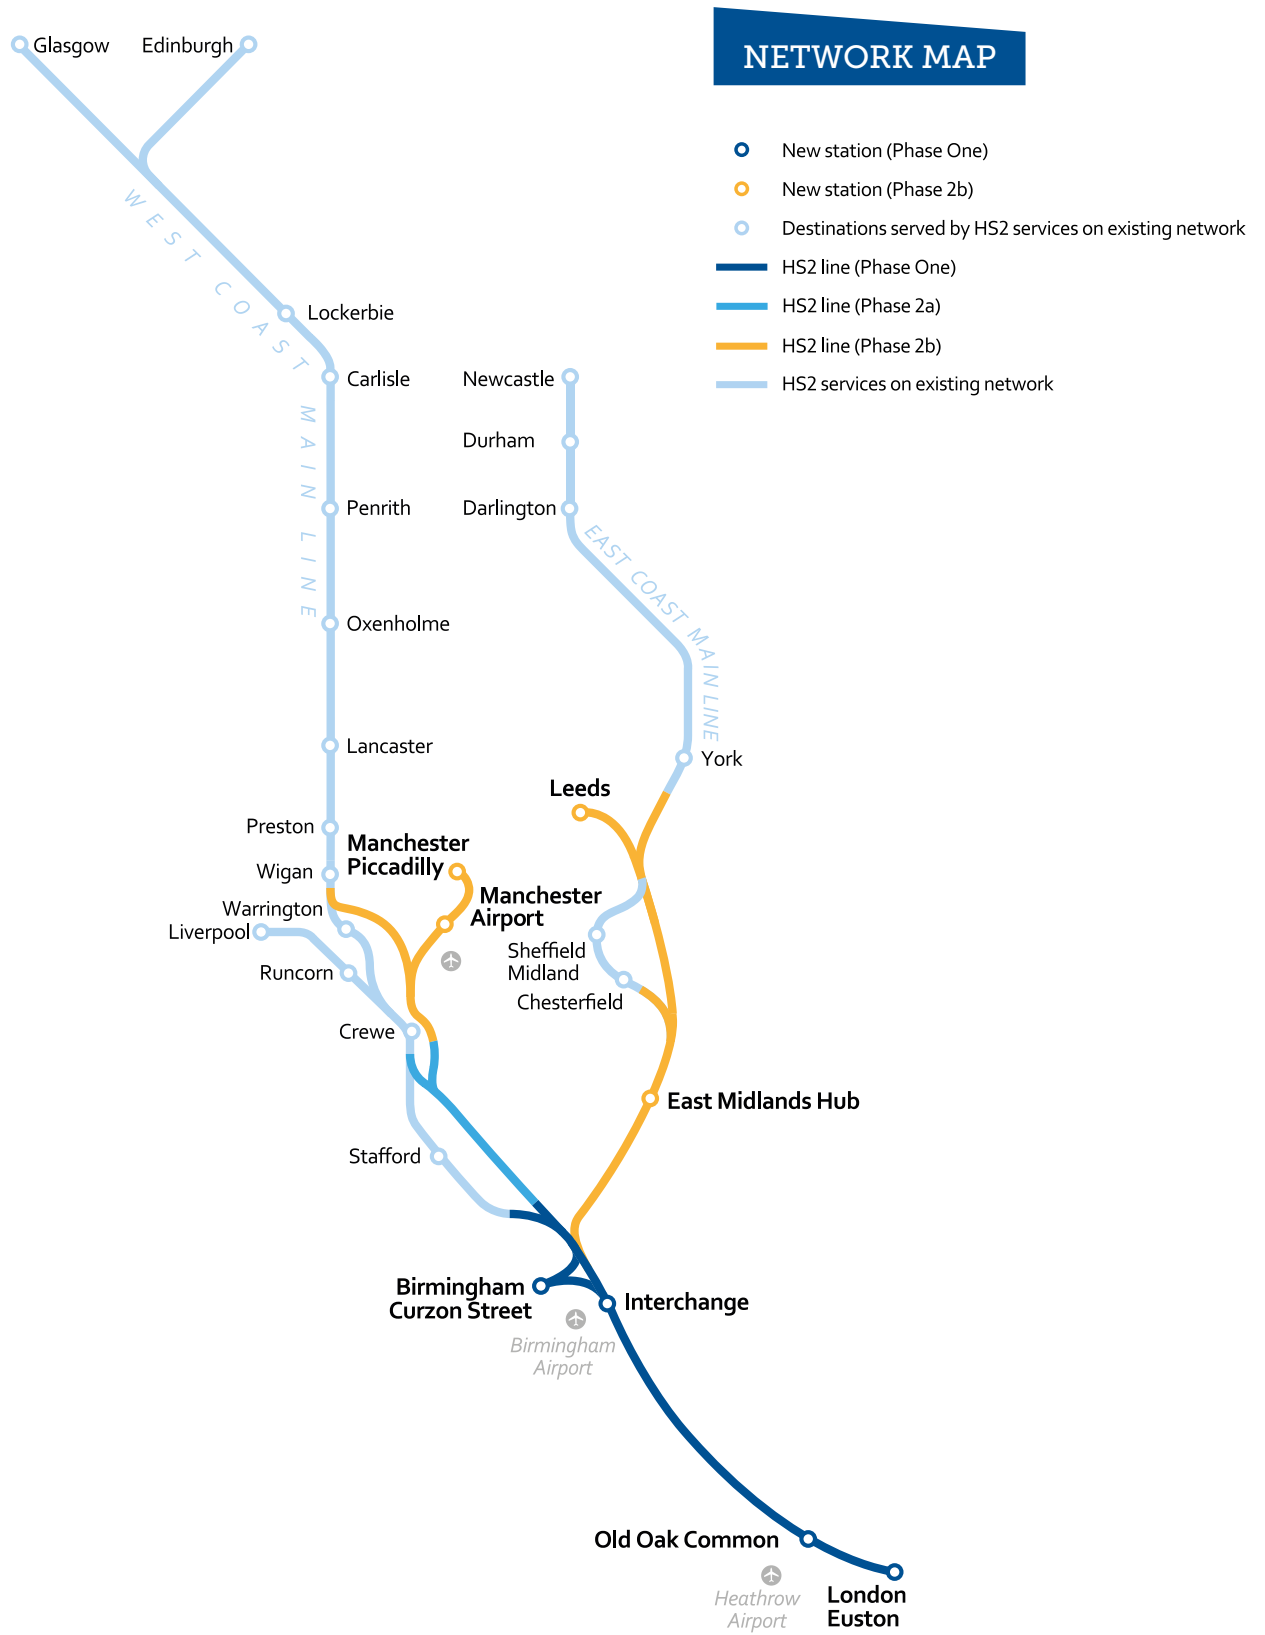 NETWORK MAP
New station (Phase One)
New station (Phase 2b)
Destinations served by HS2 services on existing network
HS2 line (Phase One)
HS2 line (Phase 2a)
HS2 line (Phase 2b)
HS2 services on existing network
Glasgow
Edinburgh
WEST COAST MAIN LINE
Lockerbie
Carlisle
Newcastle
Durham
Penrith
Darlington
EAST COAST MAIN LINE
Oxenholme
Lancaster
York
Leeds
Preston
Manchester
Piccadilly
Wigan
Manchester
Airport
Warrington
Liverpool
Sheffield
Midland
Runcorn
Chesterfield
Crewe
East Midlands Hub
Stafford
Birmingham
Curzon Street
Interchange
Birmingham
Airport
Old Oak Common
Heathrow
Airport
London
Euston